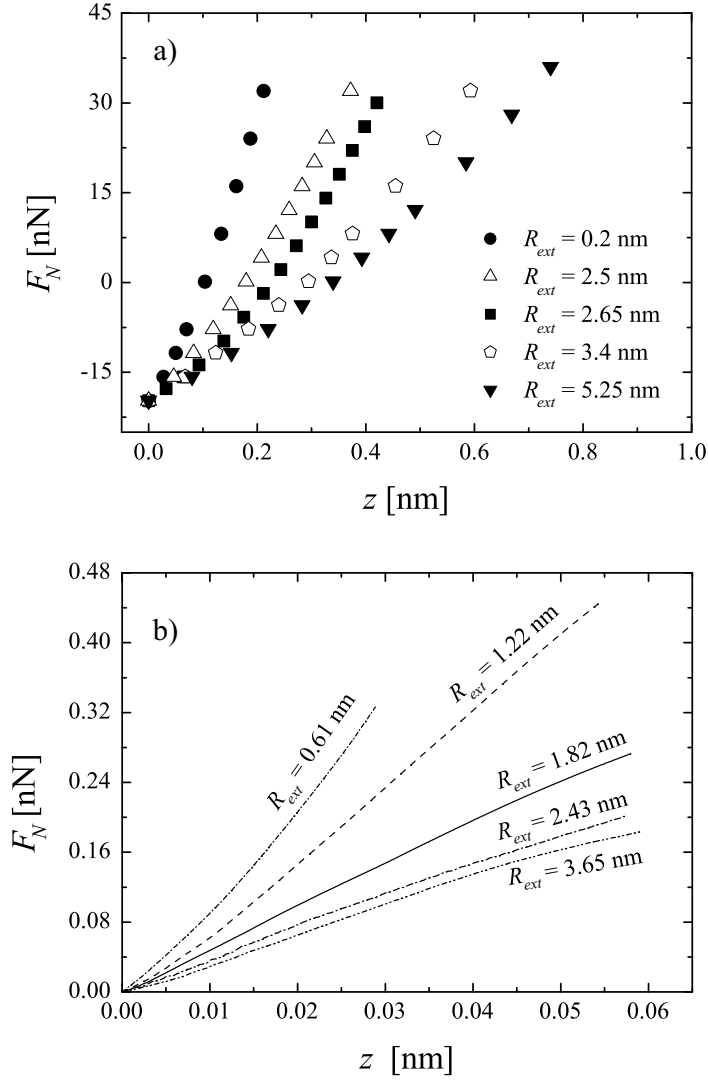 a)
45
30
15
0
-15
F_N [nN]
R_ext = 0.2 nm
R_ext = 2.5 nm
R_ext = 2.65 nm
R_ext = 3.4 nm
R_ext = 5.25 nm
0.0 0.2 0.4 0.6 0.8 1.0
z [nm]
b)
0.48
0.40
0.32
0.24
0.16
0.08
0.00
F_N [nN]
R_ext = 0.61 nm
R_ext = 1.22 nm
R_ext = 1.82 nm
R_ext = 2.43 nm
R_ext = 3.65 nm
0.00 0.01 0.02 0.03 0.04 0.05 0.06
z [nm]